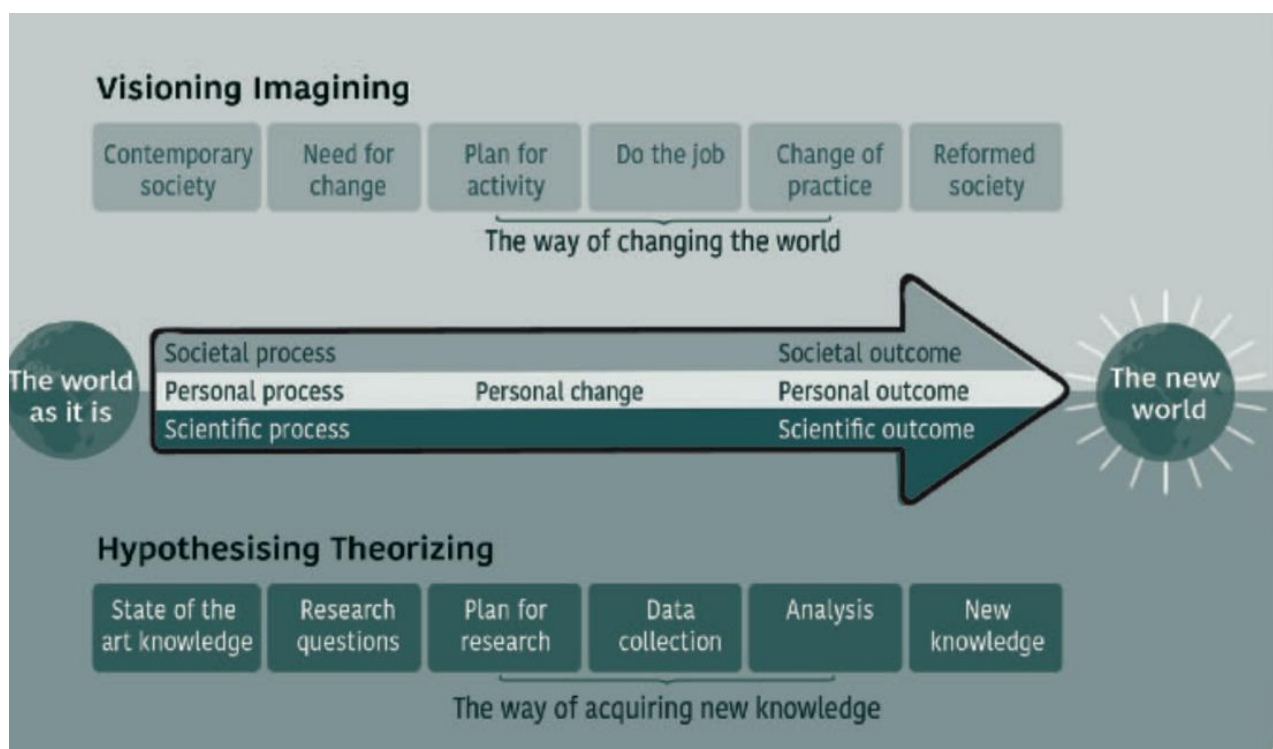 Visioning Imagining
Contemporary
society
Need for
change
Plan for
activity
Do the job
Change of
practice
Reformed
society
The way of changing the world
The world
as it is
Societal process
Societal outcome
Personal process
Personal change
Personal outcome
Scientific process
Scientific outcome
The new
world
Hypothesising Theorizing
State of the
art knowledge
Research
questions
Plan for
research
Data
collection
Analysis
New
knowledge
The way of acquiring new knowledge